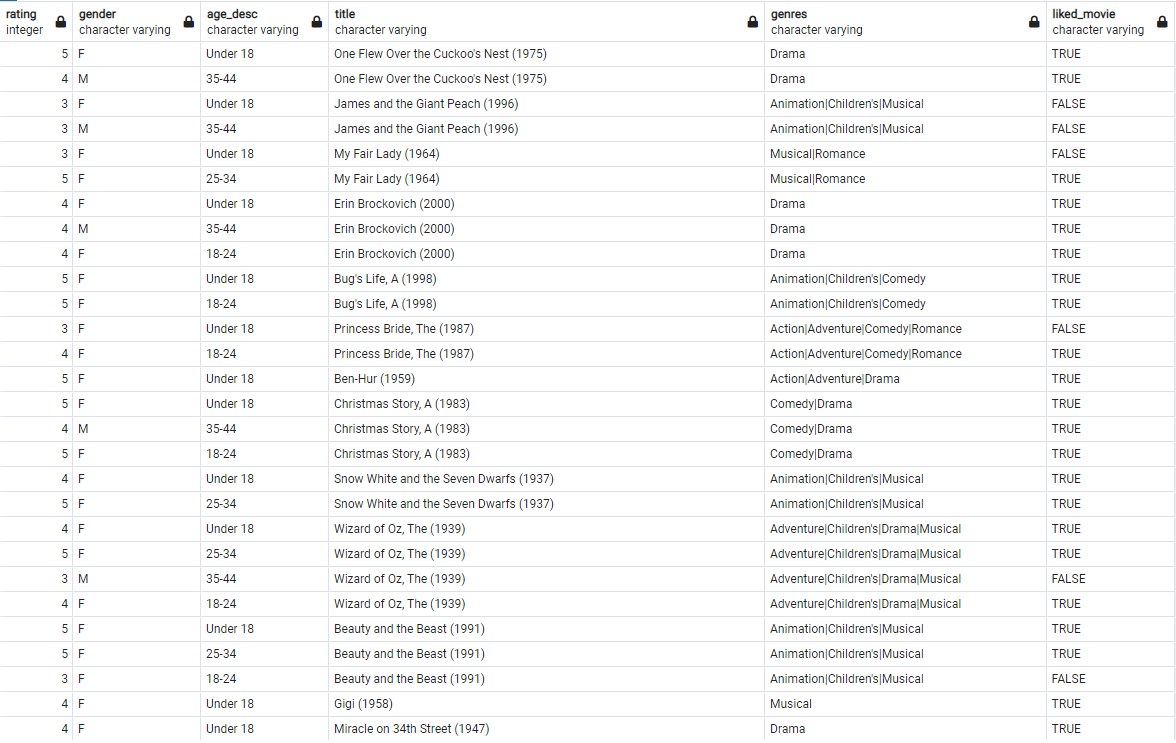 rating gender age_desc title genres liked_movie
integer character varying character varying character varying character varying character varying
5 F Under 18 One Flew Over the Cuckoo's Nest (1975) Drama TRUE
4 M 35-44 One Flew Over the Cuckoo's Nest (1975) Drama TRUE
3 F Under 18 James and the Giant Peach (1996) Animation|Children's|Musical FALSE
3 M 35-44 James and the Giant Peach (1996) Animation|Children's|Musical FALSE
3 F Under 18 My Fair Lady (1964) Musical|Romance FALSE
5 F 25-34 My Fair Lady (1964) Musical|Romance TRUE
4 F Under 18 Erin Brockovich (2000) Drama TRUE
4 M 35-44 Erin Brockovich (2000) Drama TRUE
4 F 18-24 Erin Brockovich (2000) Drama TRUE
5 F Under 18 Bug's Life, A (1998) Animation|Children's|Comedy TRUE
5 F 18-24 Bug's Life, A (1998) Animation|Children's|Comedy TRUE
3 F Under 18 Princess Bride, The (1987) Action|Adventure|Comedy|Romance FALSE
4 F 18-24 Princess Bride, The (1987) Action|Adventure|Comedy|Romance TRUE
5 F Under 18 Ben-Hur (1959) Action|Adventure|Drama TRUE
5 F Under 18 Christmas Story, A (1983) Comedy|Drama TRUE
4 M 35-44 Christmas Story, A (1983) Comedy|Drama TRUE
5 F 18-24 Christmas Story, A (1983) Comedy|Drama TRUE
4 F Under 18 Snow White and the Seven Dwarfs (1937) Animation|Children's|Musical TRUE
5 F 25-34 Snow White and the Seven Dwarfs (1937) Animation|Children's|Musical TRUE
4 F Under 18 Wizard of Oz, The (1939) Adventure|Children's|Drama|Musical TRUE
5 F 25-34 Wizard of Oz, The (1939) Adventure|Children's|Drama|Musical TRUE
3 M 35-44 Wizard of Oz, The (1939) Adventure|Children's|Drama|Musical FALSE
4 F 18-24 Wizard of Oz, The (1939) Adventure|Children's|Drama|Musical TRUE
5 F Under 18 Beauty and the Beast (1991) Animation|Children's|Musical TRUE
5 F 25-34 Beauty and the Beast (1991) Animation|Children's|Musical TRUE
3 F 18-24 Beauty and the Beast (1991) Animation|Children's|Musical FALSE
4 F Under 18 Gigi (1958) Musical TRUE
4 F Under 18 Miracle on 34th Street (1947) Drama TRUE